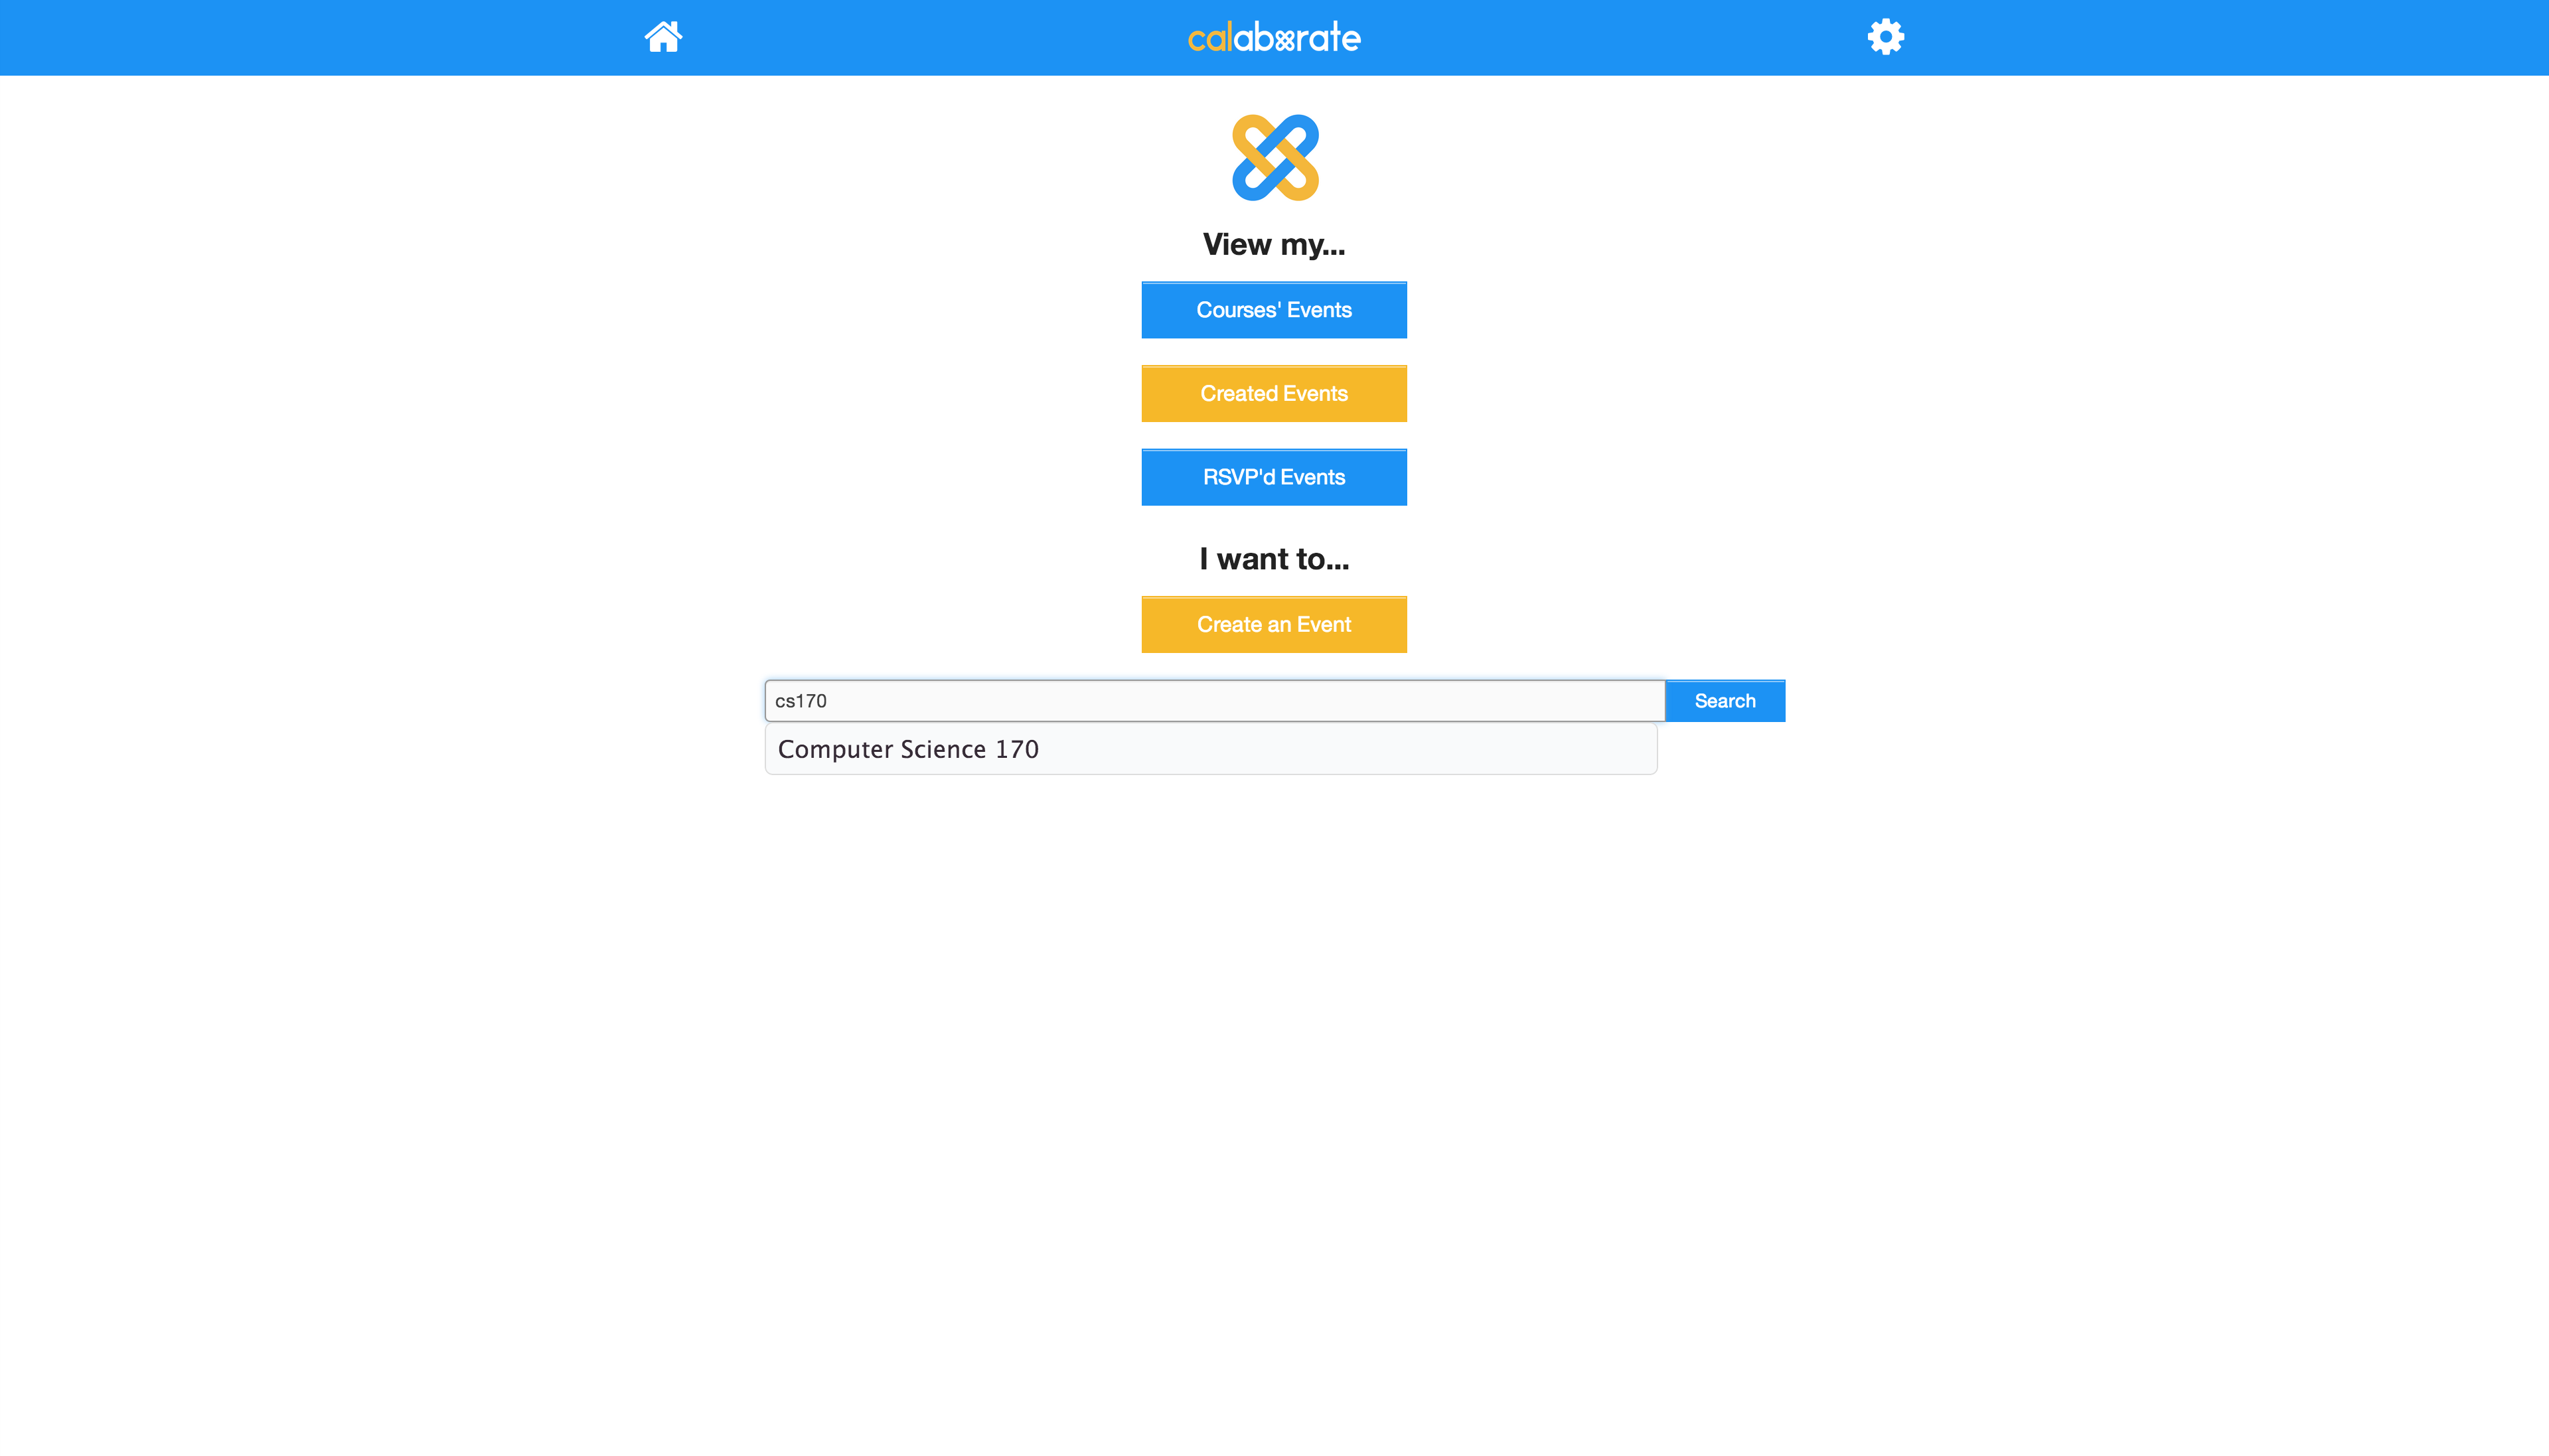 calaborate
View my...
Courses' Events
Created Events
RSVP'd Events
I want to...
Create an Event
cs170
Search
Computer Science 170